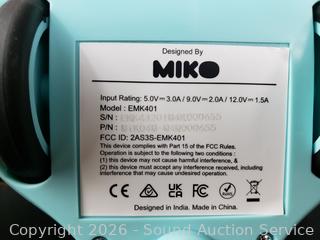 Designed By
MIKO
Input Rating: 5.0V⎓3.0A / 9.0V⎓2.0A / 12.0V⎓1.5A
Model : EMK401
S/N :
P/N :
FCC ID: 2AS3S-EMK401
This device complies with Part 15 of the FCC Rules.
Operation is subject to the following two conditions :
(1) this device may not cause harmful interference, &
(2) this device must accept any interference received, including
interference that may cause undesired operation.
CE UK CA RoHS
Designed in India. Made in China.
Copyright 2026 - Sound Auction Service